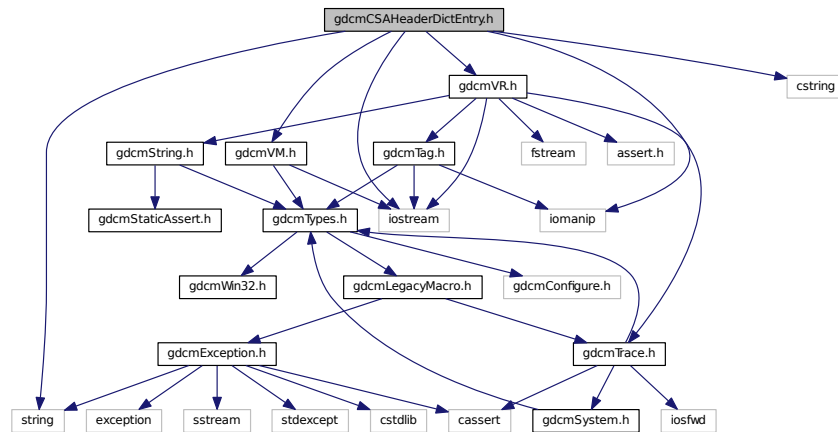 gdcmCSAHeaderDictEntry.h
gdcmVR.h
cstring
gdcmString.h
gdcmVM.h
gdcmTag.h
fstream
assert.h
gdcmStaticAssert.h
gdcmTypes.h
iostream
iomanip
gdcmWin32.h
gdcmLegacyMacro.h
gdcmConfigure.h
gdcmException.h
gdcmTrace.h
string
exception
sstream
stdexcept
cstdlib
cassert
gdcmSystem.h
iosfwd